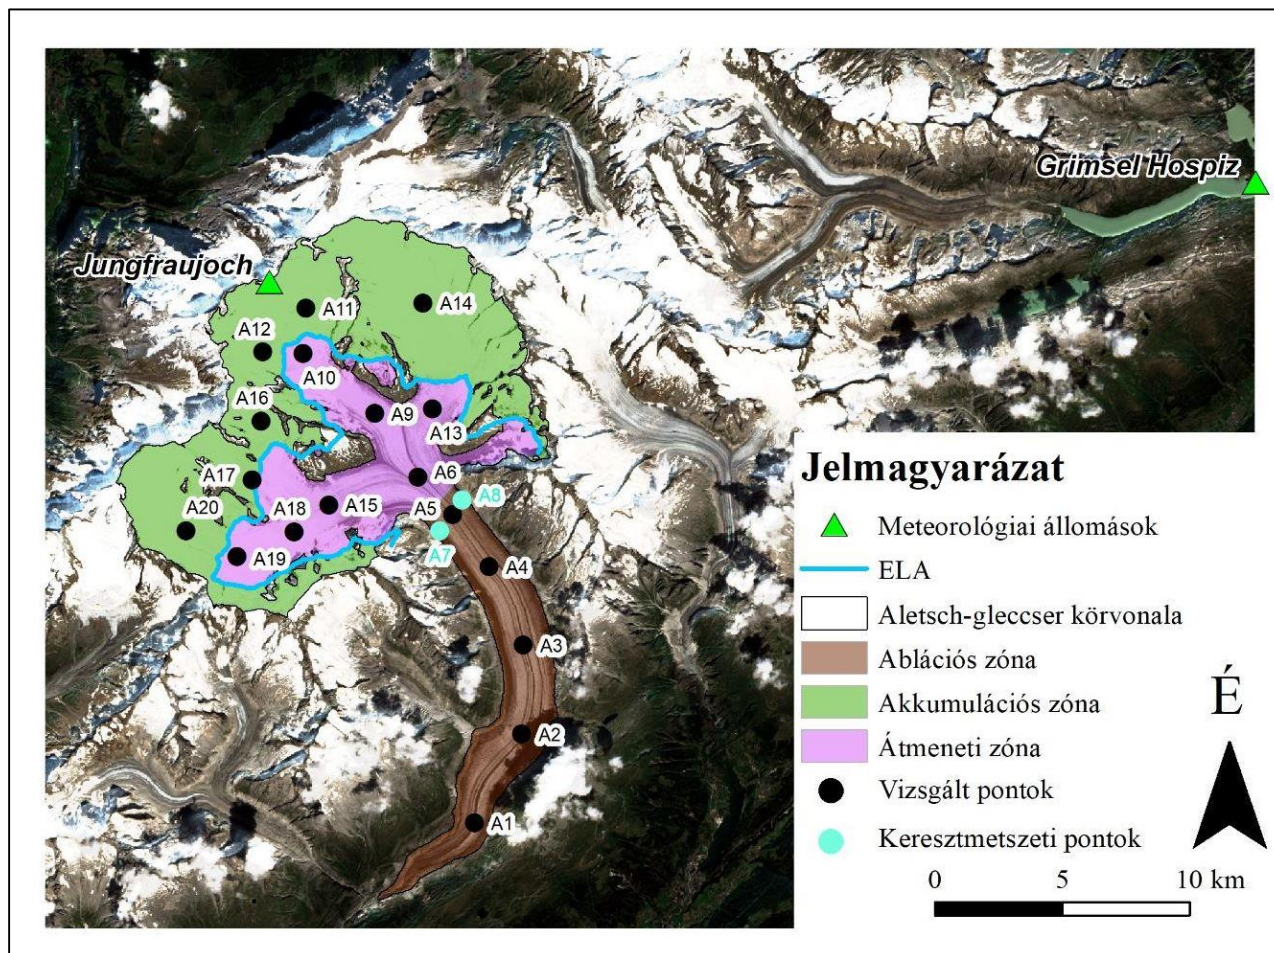 Grimsel Hospiz
Jungfraujoch
A14
A11
A12
A10
A16
A9
A13
A17
A6
A8
A20
A18
A15
A5
A19
A7
A4
A3
A2
A1
Jelmagyarázat
Meteorológiai állomások
ELA
Aletsch-gleccser körvonala
Ablációs zóna
Akkumulációs zóna
Átmeneti zóna
Vizsgált pontok
Keresztmetszeti pontok
É
0 5 10 km